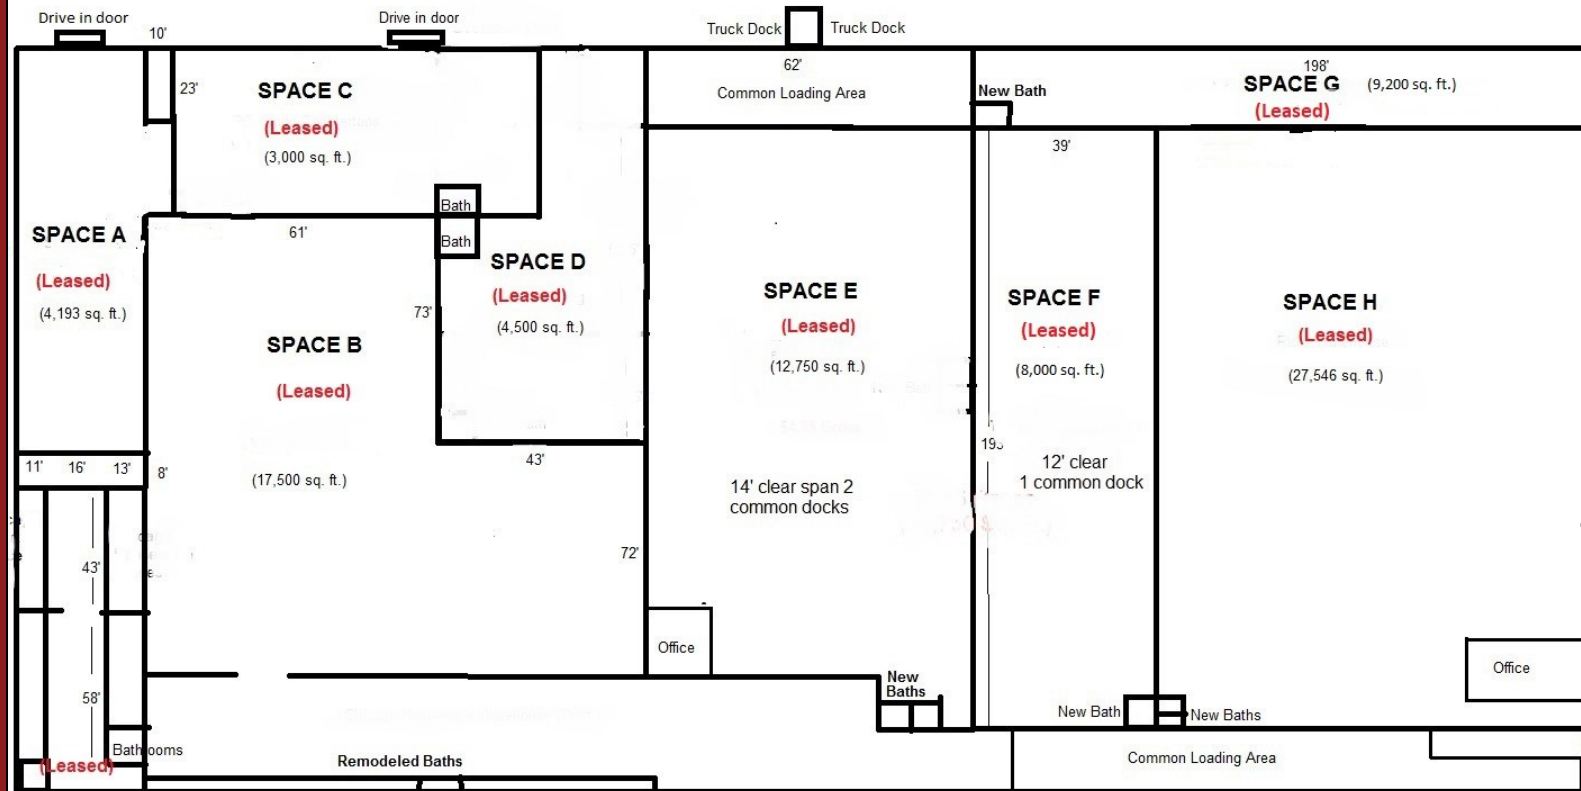 Drive in door
Drive in door
Truck Dock
Truck Dock
10'
62'
198'
23'
SPACE C
(Leased)
(3,000 sq. ft.)
Common Loading Area
New Bath
SPACE G
(9,200 sq. ft.)
(Leased)
39'
Bath
Bath
61'
SPACE A
(Leased)
(4,193 sq. ft.)
SPACE D
(Leased)
(4,500 sq. ft.)
73'
SPACE B
(Leased)
(17,500 sq. ft.)
SPACE E
(Leased)
(12,750 sq. ft.)
SPACE F
(Leased)
(8,000 sq. ft.)
SPACE H
(Leased)
(27,546 sq. ft.)
43'
11'
16'
13'
8'
14' clear span 2
common docks
12' clear
1 common dock
72'
43'
58'
Office
Office
New
Baths
New Bath
New Baths
Bathrooms
(Leased)
Remodeled Baths
Common Loading Area